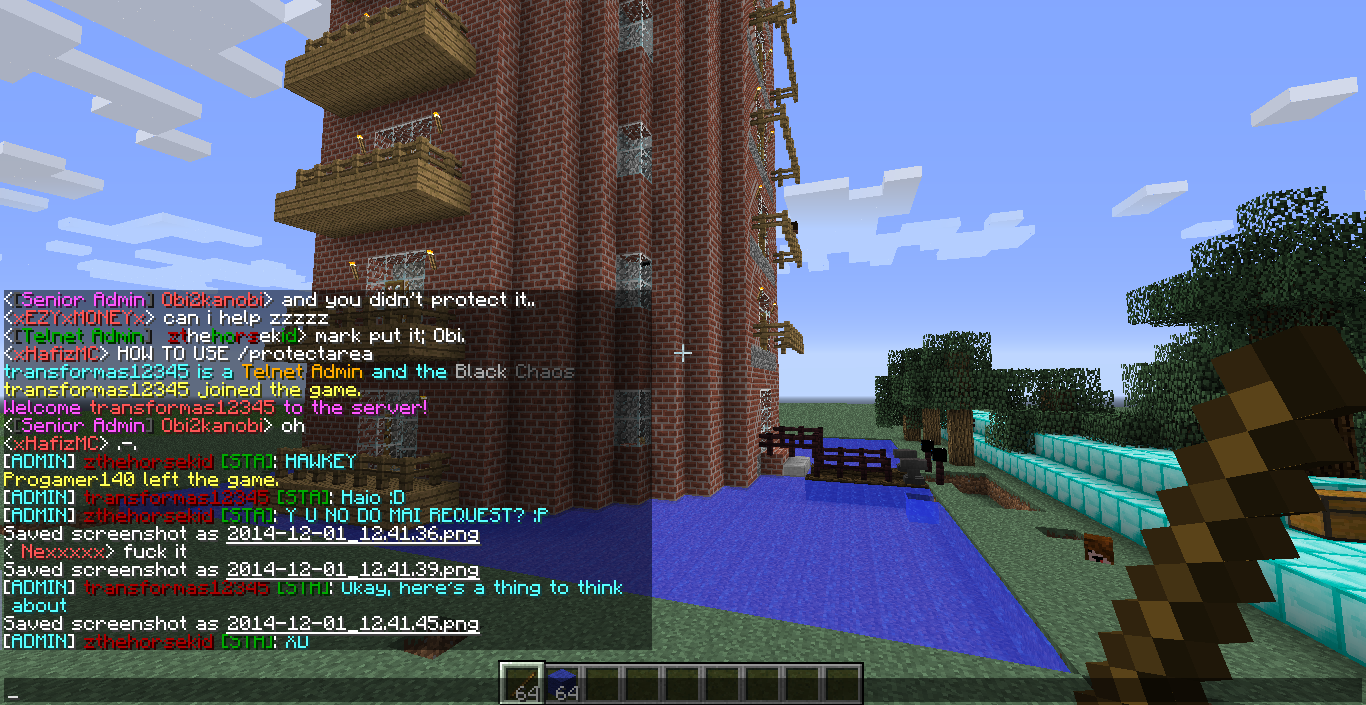 <[Senior Admin] Obi2kanobi> and you didn't protect it..
<xEZYxMONEYx> can i help zzzzz
<[Telnet Admin] zthehorsekid> mark put it; Obi.
<xHafizMC> HOW TO USE /protectarea
transformas12345 is a Telnet Admin and the Black Chaos
transformas12345 joined the game.
Welcome transformas12345 to the server!
<[Senior Admin] Obi2kanobi> oh
<xHafizMC> .-.
[ADMIN] zthehorsekid [STA]: HAWKEY
Progamer140 left the game.
[ADMIN] transformas12345 [STA]: Haio :D
[ADMIN] zthehorsekid [STA]: Y U NO DO MAI REQUEST? :P
Saved screenshot as 2014-12-01_12.41.36.png
< Nexxxxx> fuck it
Saved screenshot as 2014-12-01_12.41.39.png
[ADMIN] transformas12345 [STA]: Ukay, here's a thing to think
about
Saved screenshot as 2014-12-01_12.41.45.png
[ADMIN] zthehorsekid [STA]: XD
64 64
_